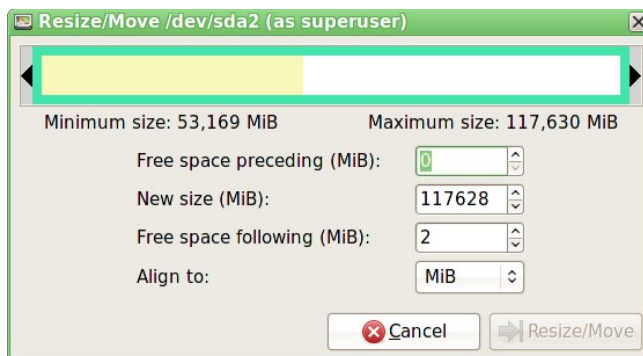 Resize/Move /dev/sda2 (as superuser)
Minimum size: 53,169 MiB Maximum size: 117,630 MiB
Free space preceding (MiB): 0
New size (MiB): 117628
Free space following (MiB): 2
Align to: MiB
Cancel Resize/Move